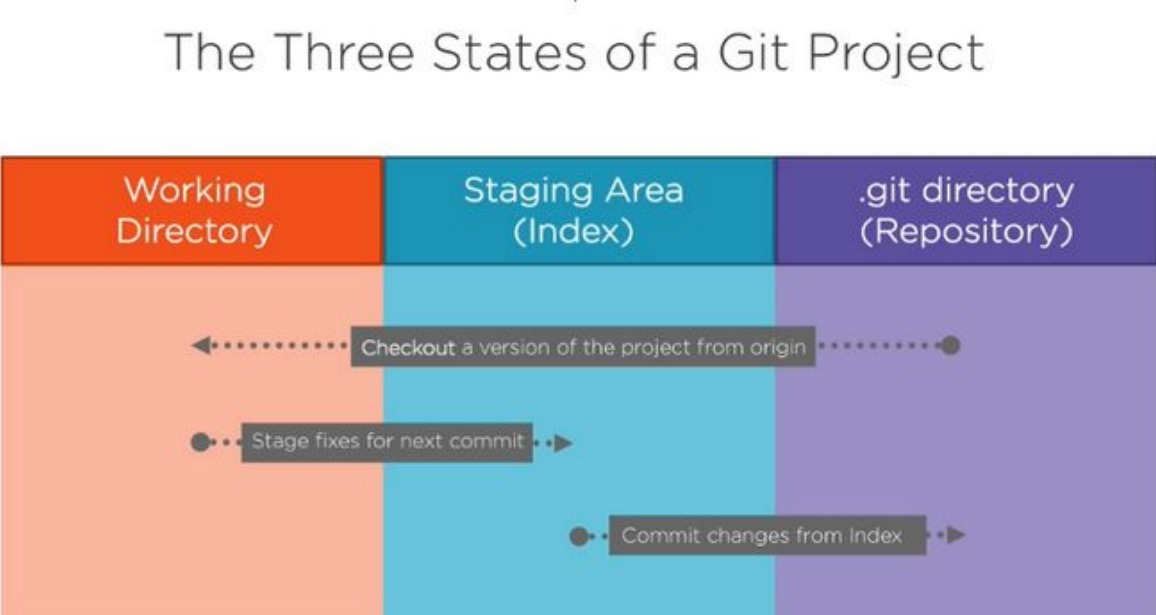 The Three States of a Git Project
Working
Directory
Staging Area
(Index)
.git directory
(Repository)
Checkout a version of the project from origin
Stage fixes for next commit
Commit changes from Index